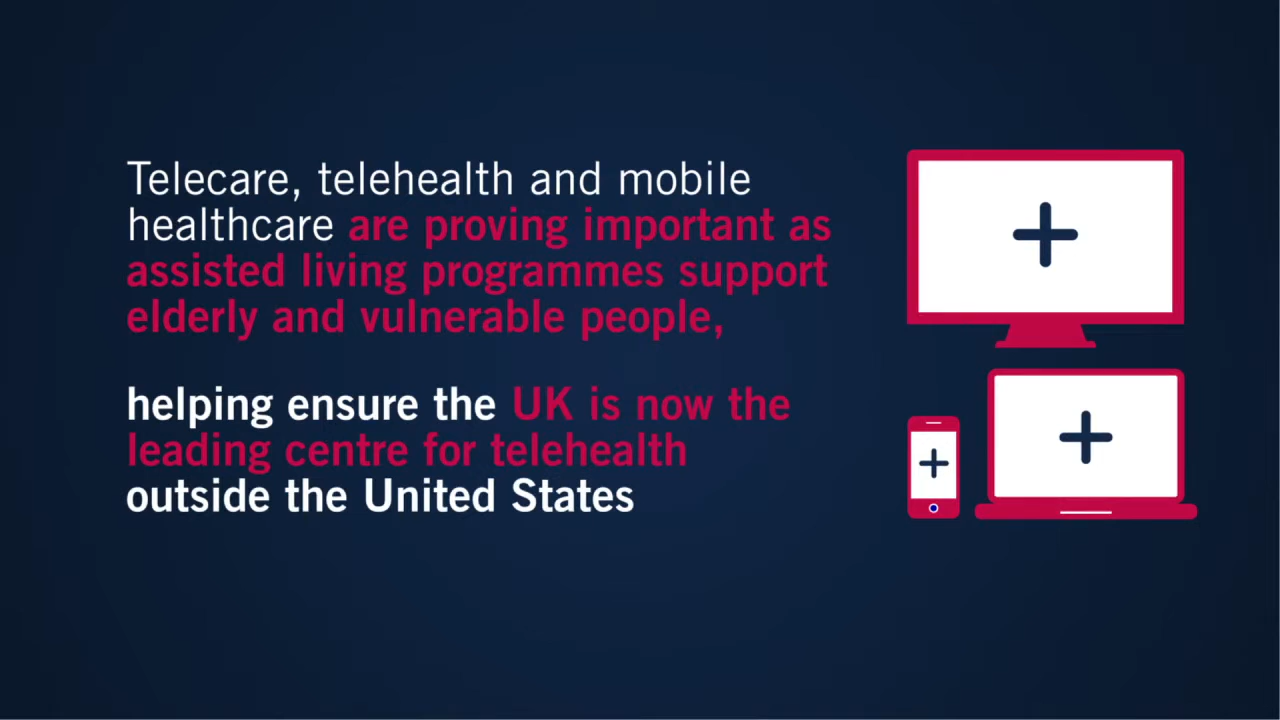 Telecare, telehealth and mobile
healthcare are proving important as
assisted living programmes support
elderly and vulnerable people,
helping ensure the UK is now the
leading centre for telehealth
outside the United States